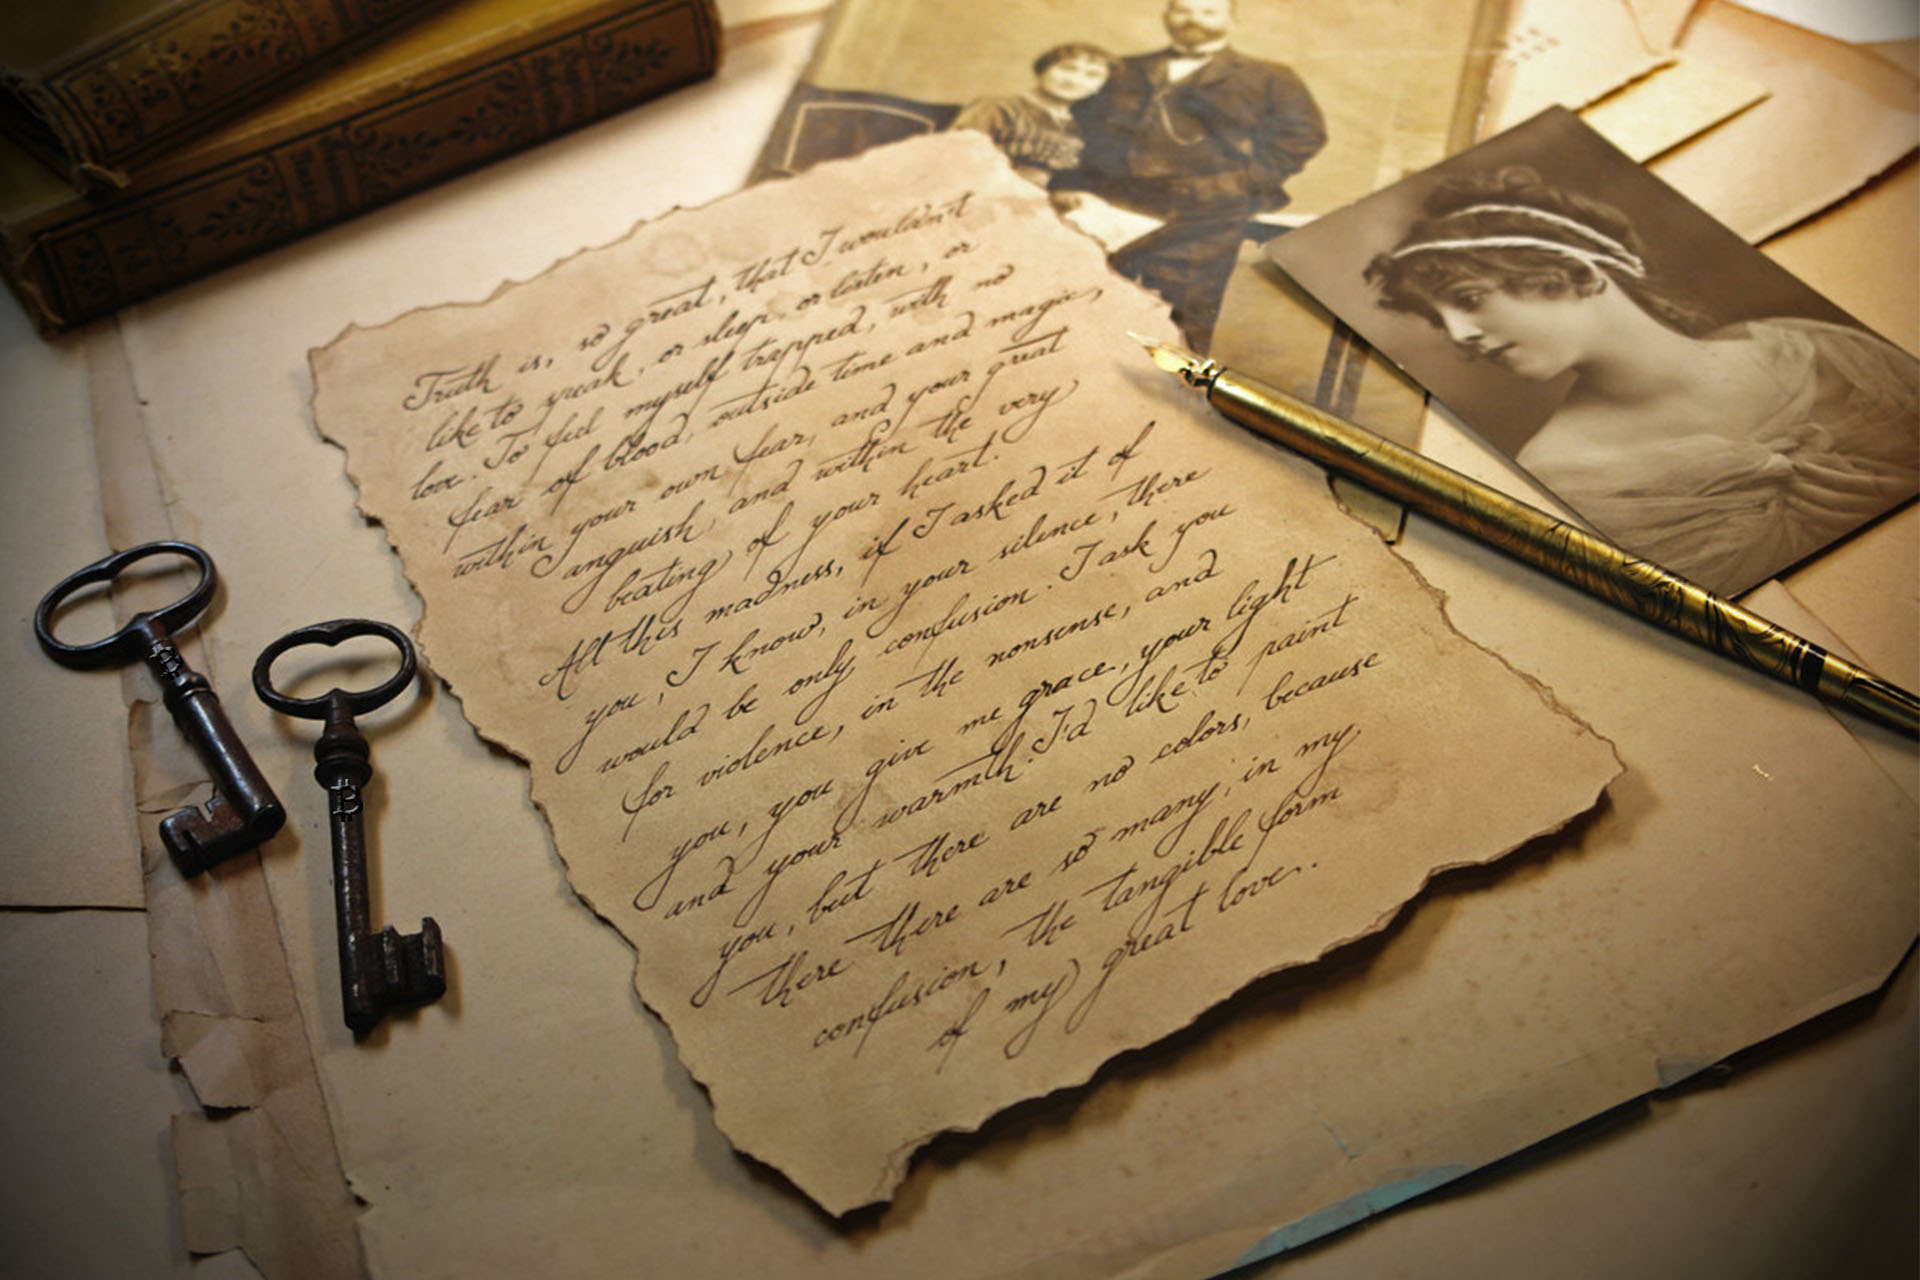 Truth is, so great, that I wouldn't
like to speak, or sleep, or listen, or
love. To feel myself trapped, with no
fear of blood, outside time and magic,
within your own fear, and your great
anguish, and within the very
beating of your heart.
All this madness, if I asked it of
you, I know, in your silence, there
would be only confusion. I ask you
for violence, in the nonsense, and
you, you give me grace, your light
and your warmth. I'd like to paint
you, but there are no colors, because
there there are so many, in my
confusion, the tangible form
of my great love.
₿
₿